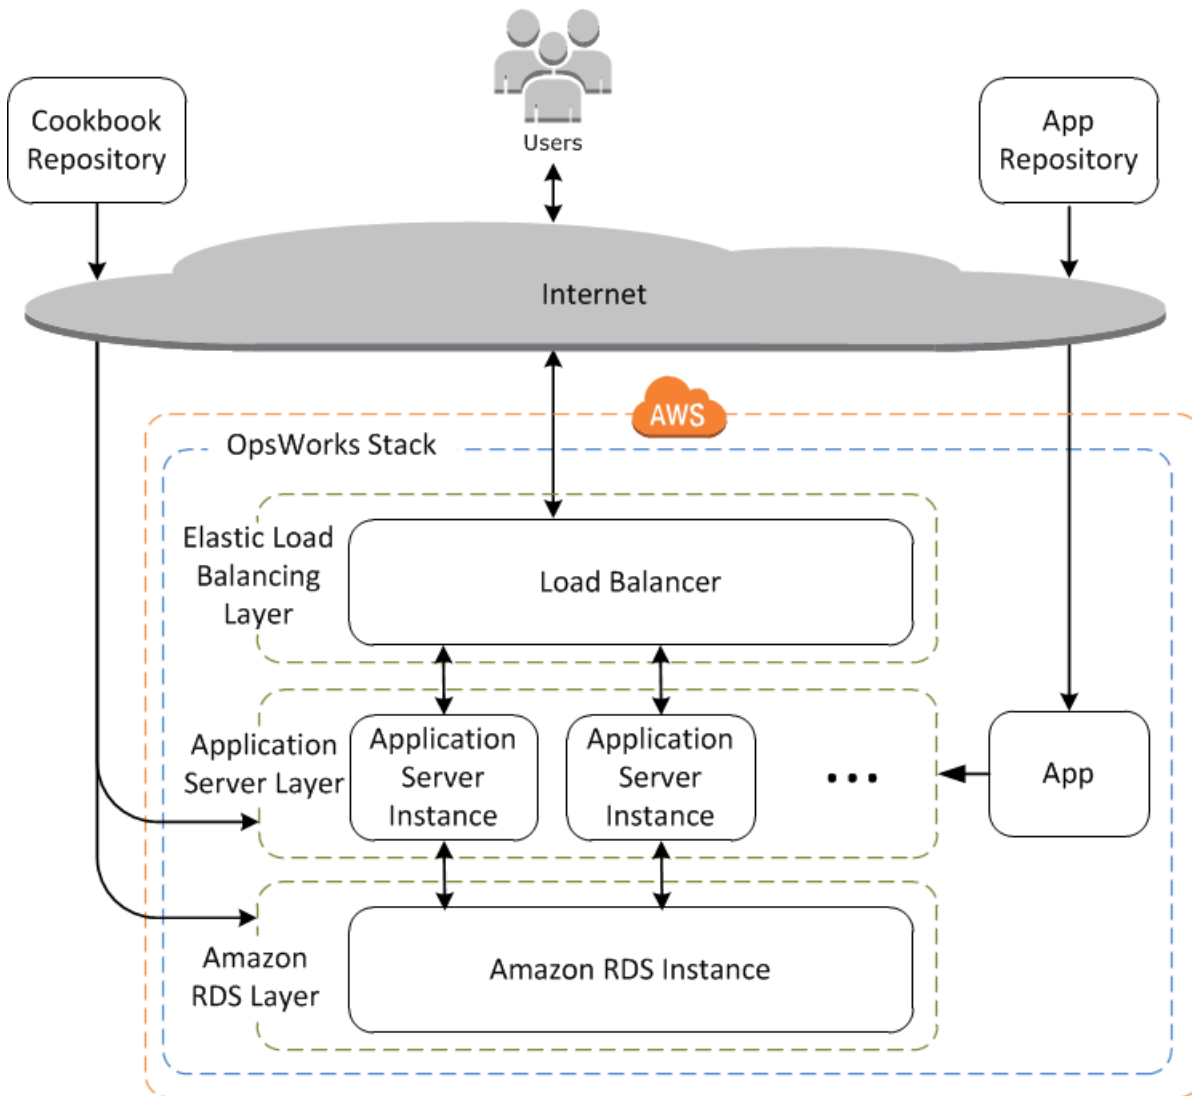 Users
Cookbook
Repository
App
Repository
Internet
AWS
OpsWorks Stack
Elastic Load
Balancing
Layer
Load Balancer
Application
Server Layer
Application
Server
Instance
Application
Server
Instance
...
App
Amazon
RDS Layer
Amazon RDS Instance